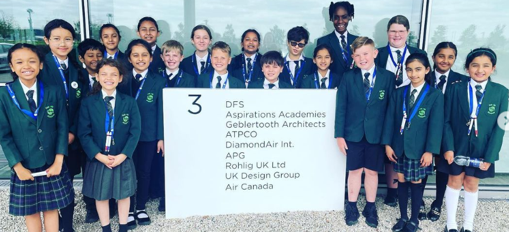 3
DFS
Aspirations Academies
Geblertooth Architects
ATPCO
DiamondAir Int.
APG
Rohlig UK Ltd
UK Design Group
Air Canada